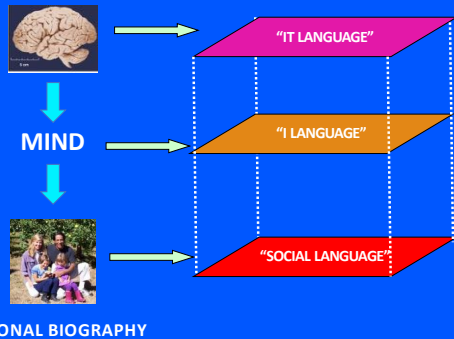 “IT LANGUAGE”
MIND
“I LANGUAGE”
“SOCIAL LANGUAGE”
ONAL BIOGRAPHY